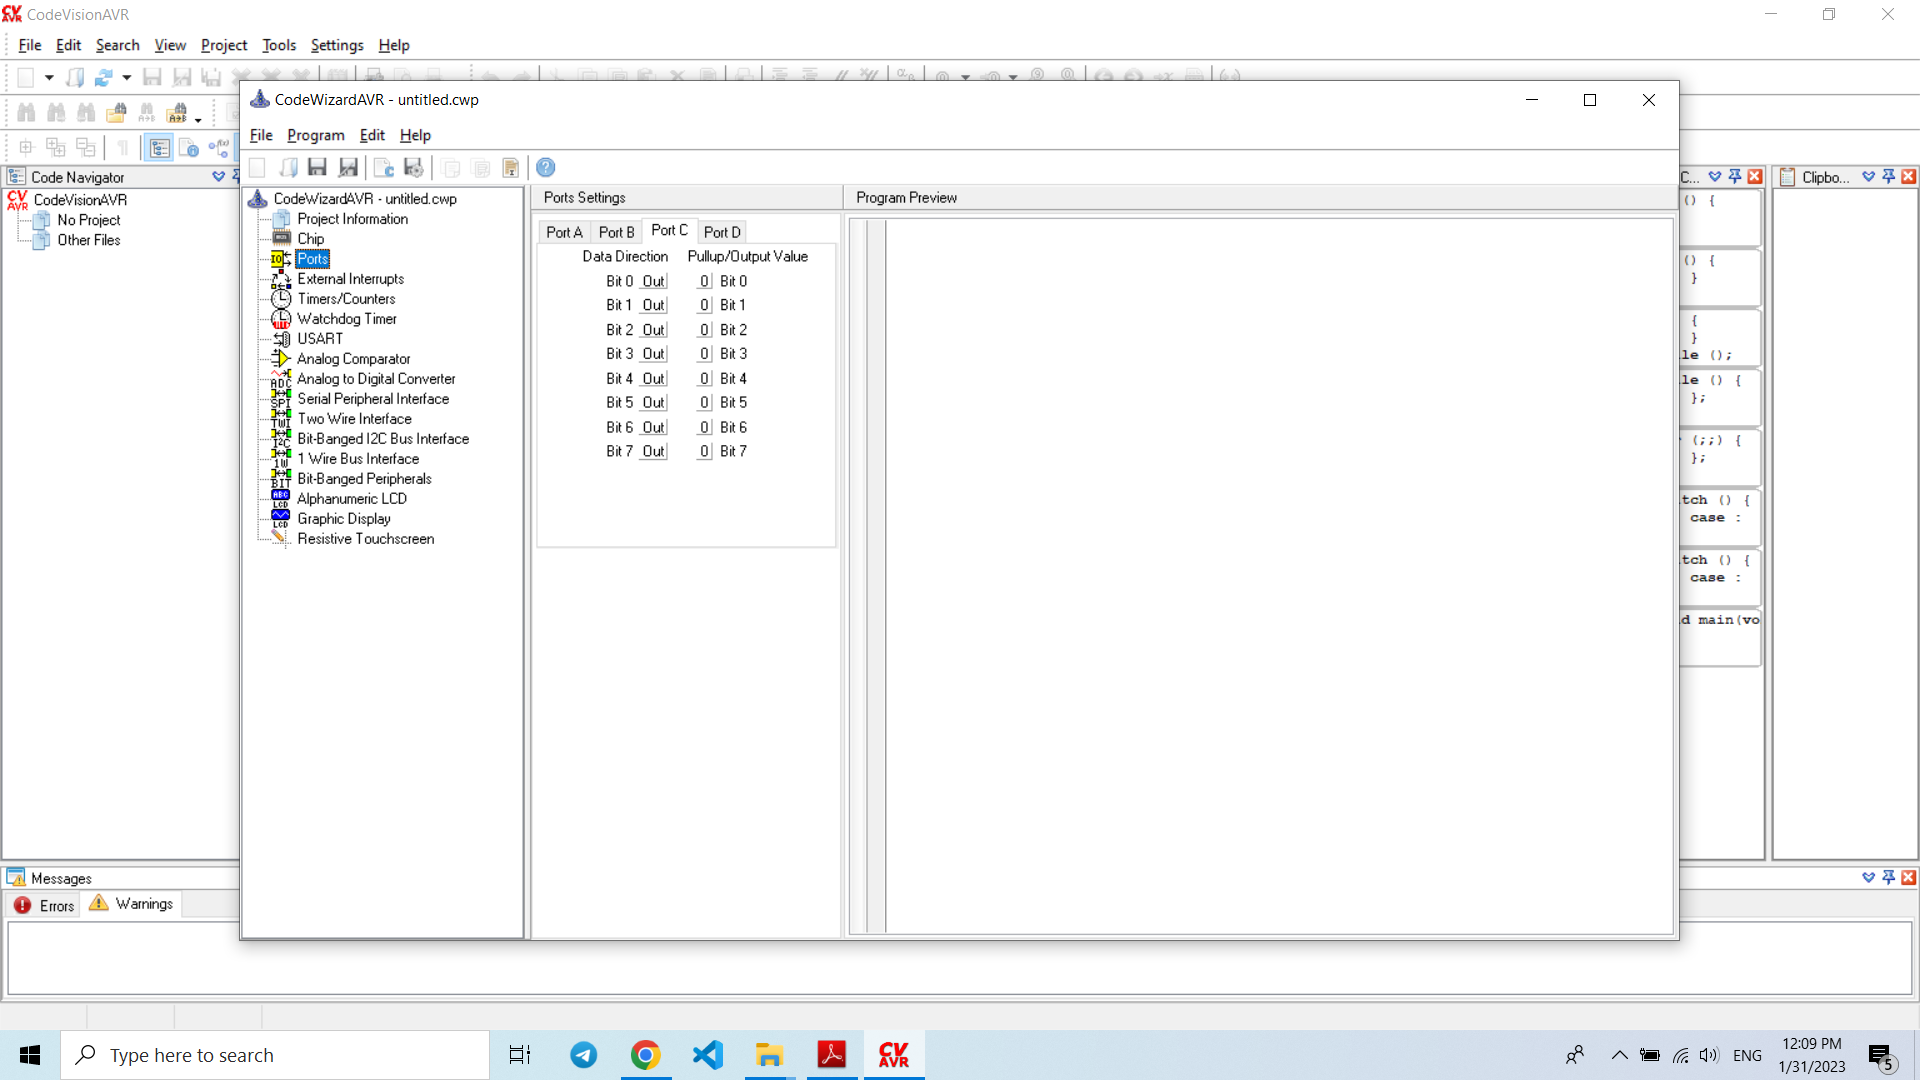 CodeVisionAVR
File Edit Search View Project Tools Settings Help
CodeWizardAVR - untitled.cwp
File Program Edit Help
Code Navigator
CodeVisionAVR
No Project
Other Files
CodeWizardAVR - untitled.cwp
Project Information
Chip
Ports
External Interrupts
Timers/Counters
Watchdog Timer
USART
Analog Comparator
Analog to Digital Converter
Serial Peripheral Interface
Two Wire Interface
Bit-Banged I2C Bus Interface
1 Wire Bus Interface
Bit-Banged Peripherals
Alphanumeric LCD
Graphic Display
Resistive Touchscreen
Ports Settings
Port A Port B Port C Port D
Data Direction Pullup/Output Value
Bit 0 Out 0 Bit 0
Bit 1 Out 0 Bit 1
Bit 2 Out 0 Bit 2
Bit 3 Out 0 Bit 3
Bit 4 Out 0 Bit 4
Bit 5 Out 0 Bit 5
Bit 6 Out 0 Bit 6
Bit 7 Out 0 Bit 7
Program Preview
C...
() {
() {
}
{
}
le ();
le () {
};
(;;) {
};
tch () {
case :
tch () {
case :
d main(vo
Clipbo...
Messages
Errors Warnings
Type here to search
CV AVR
ENG
12:09 PM
1/31/2023
5